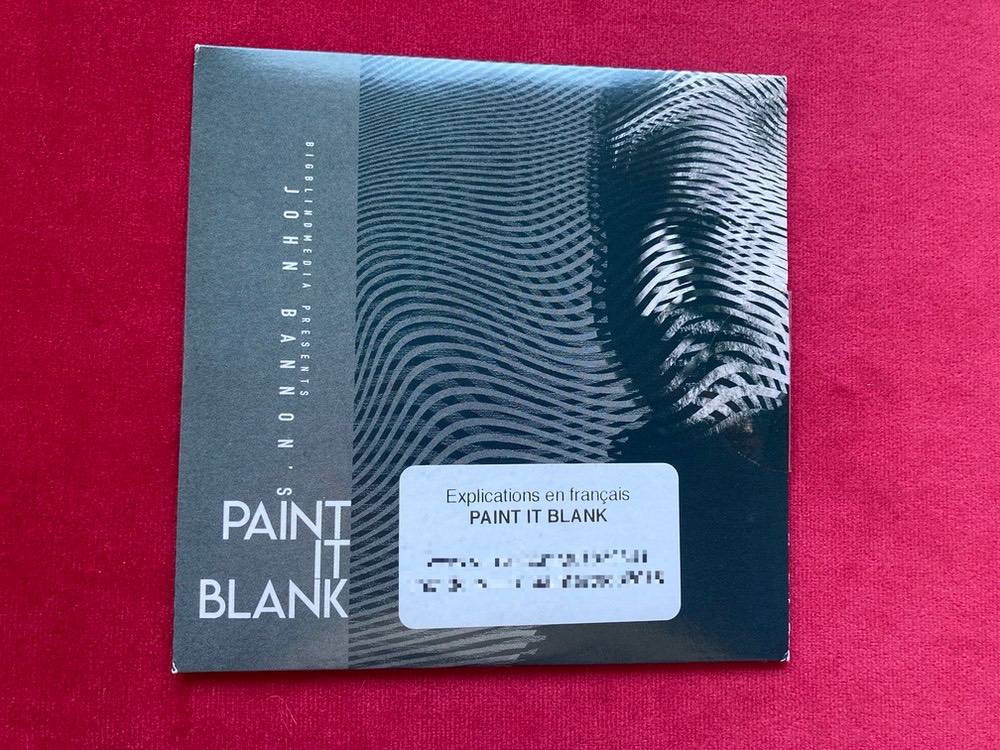 BIGBLINDMEDIA PRESENTS
JOHN BANNON'S
PAINT
IT
BLANK
Explications en français
PAINT IT BLANK